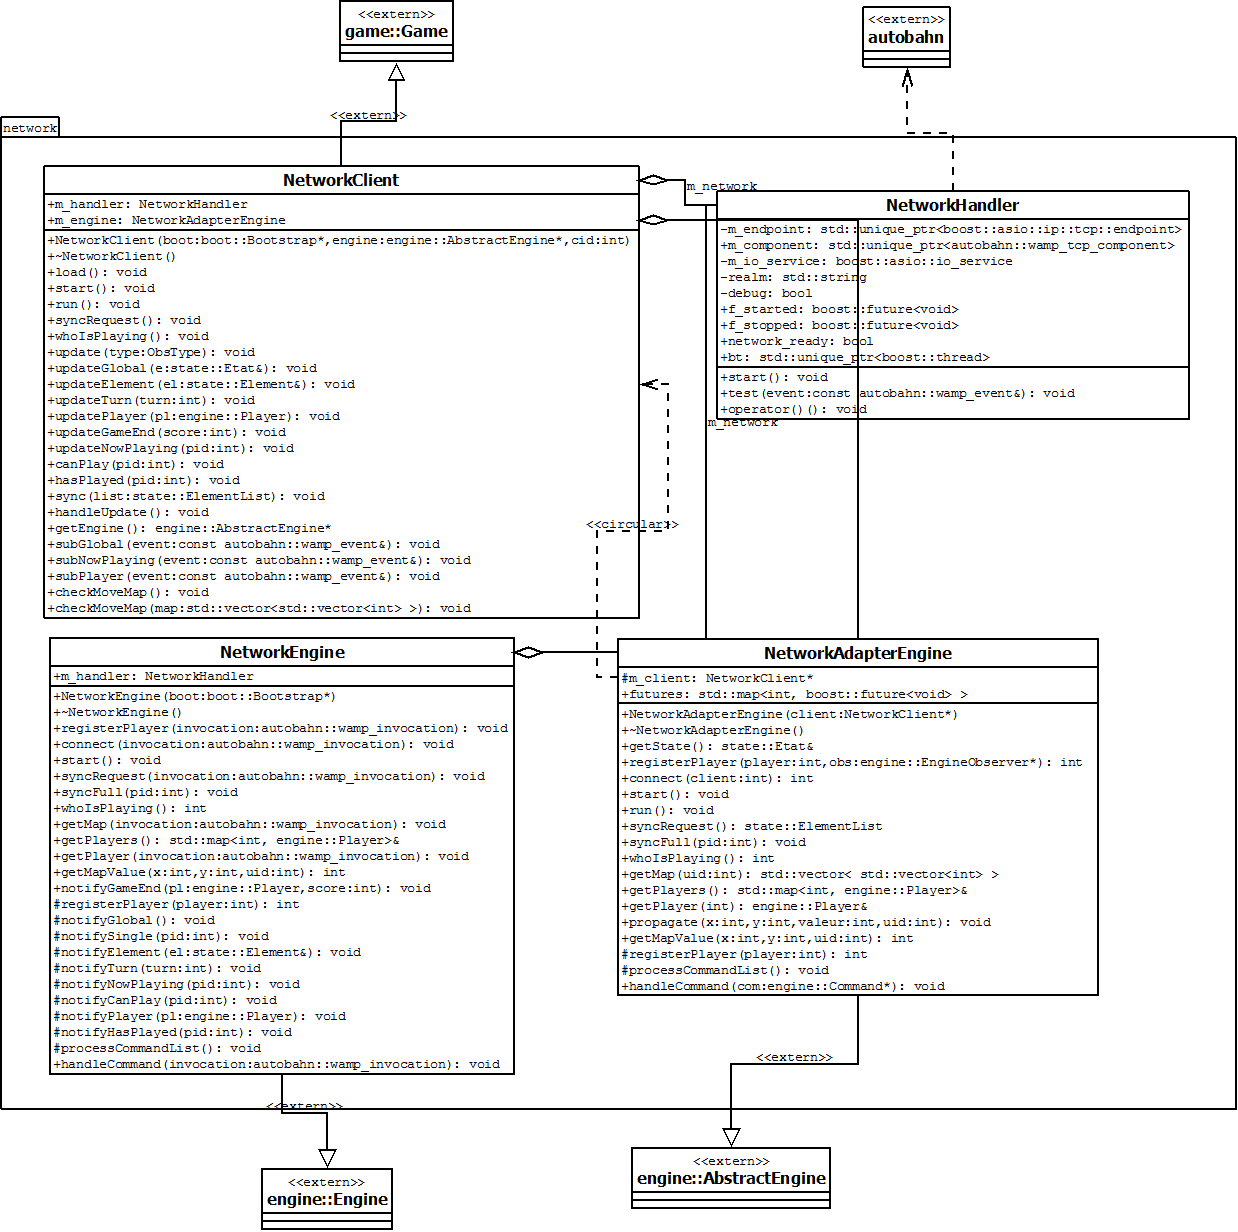 <<extern>>
game::Game
<<extern>>
autobahn
<<extern>>
network
NetworkClient
+m_handler: NetworkHandler
+m_engine: NetworkAdapterEngine
+NetworkClient(boot:boot::Bootstrap*,engine:engine::AbstractEngine*,cid:int)
+~NetworkClient()
+load(): void
+start(): void
+run(): void
+syncRequest(): void
+whoIsPlaying(): void
+update(type:ObsType): void
+updateGlobal(e:state::Etat&): void
+updateElement(el:state::Element&): void
+updateTurn(turn:int): void
+updatePlayer(pl:engine::Player): void
+updateGameEnd(score:int): void
+updateNowPlaying(pid:int): void
+canPlay(pid:int): void
+hasPlayed(pid:int): void
+sync(list:state::ElementList): void
+handleUpdate(): void
+getEngine(): engine::AbstractEngine*
+subGlobal(event:const autobahn::wamp_event&): void
+subNowPlaying(event:const autobahn::wamp_event&): void
+subPlayer(event:const autobahn::wamp_event&): void
+checkMoveMap(): void
+checkMoveMap(map:std::vector<std::vector<int> >): void
m_network
NetworkHandler
-m_endpoint: std::unique_ptr<boost::asio::ip::tcp::endpoint>
+m_component: std::unique_ptr<autobahn::wamp_tcp_component>
-m_io_service: boost::asio::io_service
-realm: std::string
-debug: bool
+f_started: boost::future<void>
+f_stopped: boost::future<void>
+network_ready: bool
+bt: std::unique_ptr<boost::thread>
+start(): void
+test(event:const autobahn::wamp_event&): void
+operator()(): void
m_network
<<circular>>
NetworkEngine
+m_handler: NetworkHandler
+NetworkEngine(boot:boot::Bootstrap*)
+~NetworkEngine()
+registerPlayer(invocation:autobahn::wamp_invocation): void
+connect(invocation:autobahn::wamp_invocation): void
+start(): void
+syncRequest(invocation:autobahn::wamp_invocation): void
+syncFull(pid:int): void
+whoIsPlaying(): int
+getMap(invocation:autobahn::wamp_invocation): void
+getPlayers(): std::map<int, engine::Player>&
+getPlayer(invocation:autobahn::wamp_invocation): void
+getMapValue(x:int,y:int,uid:int): int
+notifyGameEnd(pl:engine::Player,score:int): void
#registerPlayer(player:int): int
#notifyGlobal(): void
#notifySingle(pid:int): void
#notifyElement(el:state::Element&): void
#notifyTurn(turn:int): void
#notifyNowPlaying(pid:int): void
#notifyCanPlay(pid:int): void
#notifyPlayer(pl:engine::Player): void
#notifyHasPlayed(pid:int): void
#processCommandList(): void
+handleCommand(invocation:autobahn::wamp_invocation): void
NetworkAdapterEngine
#m_client: NetworkClient*
+futures: std::map<int, boost::future<void> >
+NetworkAdapterEngine(client:NetworkClient*)
+~NetworkAdapterEngine()
+getState(): state::Etat&
+registerPlayer(player:int,obs:engine::EngineObserver*): int
+connect(client:int): int
+start(): void
+run(): void
+syncRequest(): state::ElementList
+syncFull(pid:int): void
+whoIsPlaying(): int
+getMap(uid:int): std::vector< std::vector<int> >
+getPlayers(): std::map<int, engine::Player>&
+getPlayer(int): engine::Player&
+propagate(x:int,y:int,valeur:int,uid:int): void
+getMapValue(x:int,y:int,uid:int): int
#registerPlayer(player:int): int
#processCommandList(): void
+handleCommand(com:engine::Command*): void
<<extern>>
<<extern>>
<<extern>>
engine::Engine
<<extern>>
engine::AbstractEngine